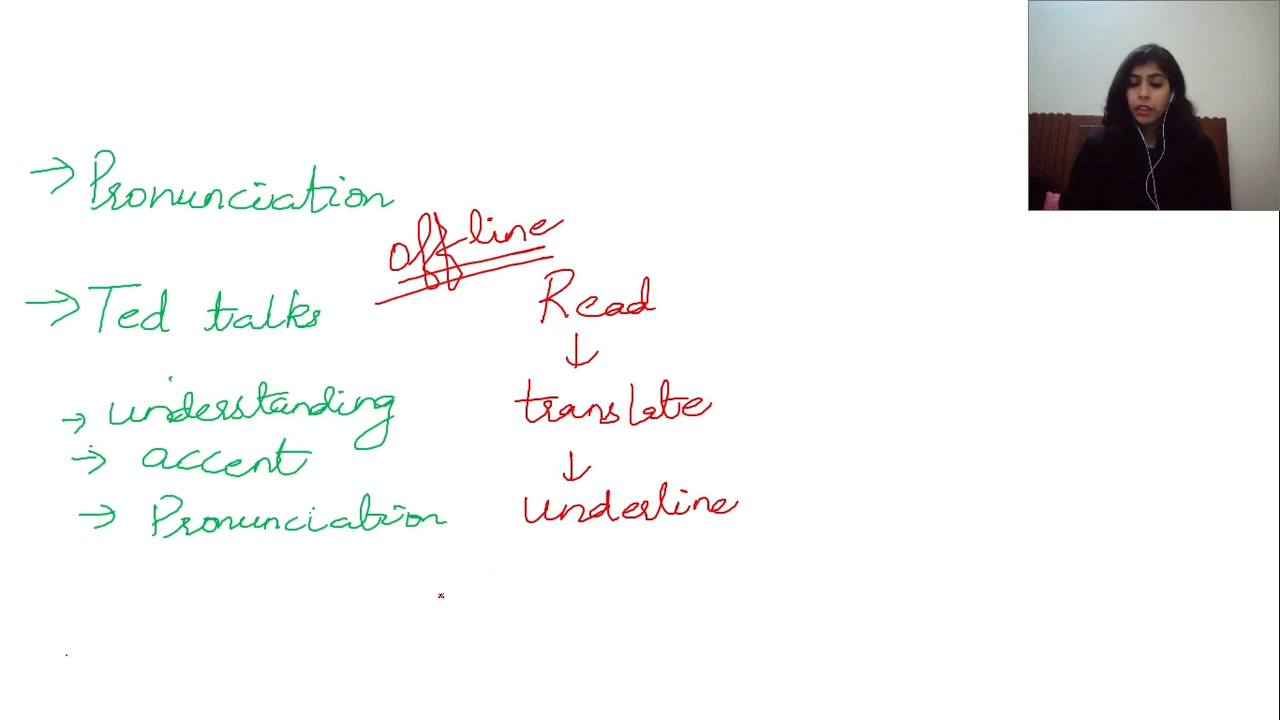 → Pronunciation
→ Ted talks
→ understanding
→ accent
→ Pronunciation
offline
Read
↓
translate
↓
underline